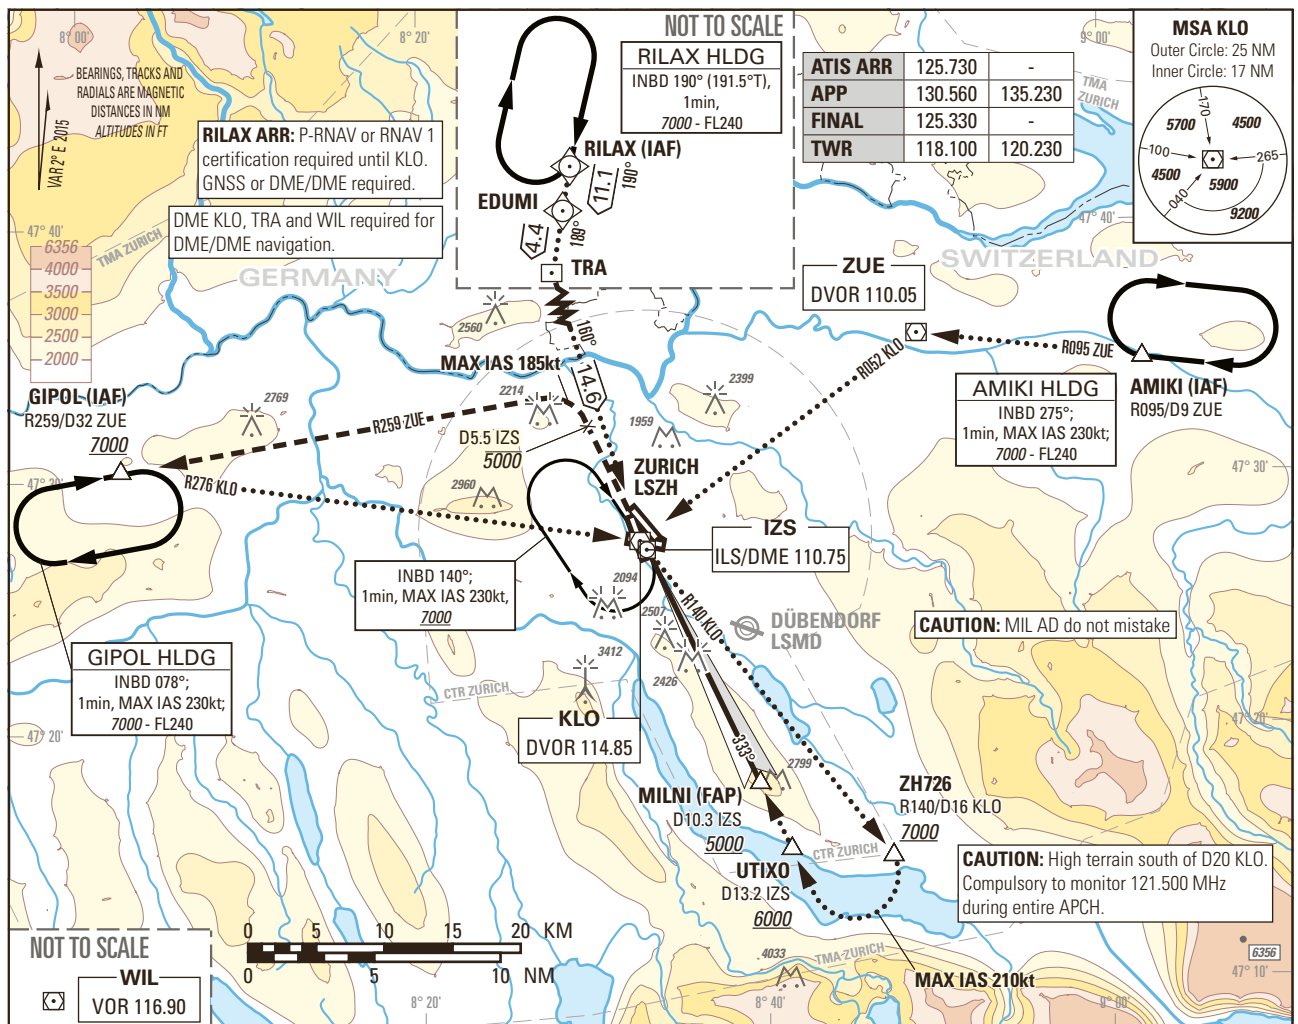 8° 00'
8° 20'
9° 00'
BEARINGS, TRACKS AND
RADIALS ARE MAGNETIC
DISTANCES IN NM
ALTITUDES IN FT
VAR 2° E 2015
RILAX ARR: P-RNAV or RNAV 1
certification required until KLO.
GNSS or DME/DME required.
DME KLO, TRA and WIL required for
DME/DME navigation.
NOT TO SCALE
RILAX HLDG
INBD 190° (191.5°T),
1min,
7000 - FL240
RILAX (IAF)
11.1
190°
EDUMI
4.4
189°
TRA
ATIS ARR 125.730 -
APP 130.560 135.230
FINAL 125.330 -
TWR 118.100 120.230
TMA
ZURICH
MSA KLO
Outer Circle: 25 NM
Inner Circle: 17 NM
170
5700
4500
100
265
4500
5900
040
9200
47° 40'
47° 40'
TMA ZURICH
6356
4000
3500
3000
2500
2000
GERMANY
SWITZERLAND
ZUE
DVOR 110.05
R052 KLO
R095 ZUE
AMIKI (IAF)
R095/D9 ZUE
AMIKI HLDG
INBD 275°;
1min, MAX IAS 230kt;
7000 - FL240
2560
160°
MAX IAS 185kt
14.6
2214
2399
1959
GIPOL (IAF)
R259/D32 ZUE
7000
2769
R259 ZUE
D5.5 IZS
5000
ZURICH
LSZH
47° 30'
47° 30'
R276 KLO
2960
IZS
ILS/DME 110.75
INBD 140°;
1min, MAX IAS 230kt,
7000
2094
2507
R140 KLO
DÜBENDORF
LSMD
CAUTION: MIL AD do not mistake
GIPOL HLDG
INBD 078°;
1min, MAX IAS 230kt;
7000 - FL240
3412
2426
CTR ZURICH
KLO
DVOR 114.85
47° 20'
47° 20'
333°
2799
MILNI (FAP)
D10.3 IZS
5000
ZH726
R140/D16 KLO
7000
CTR ZURICH
UTIXO
D13.2 IZS
6000
CAUTION: High terrain south of D20 KLO.
Compulsory to monitor 121.500 MHz
during entire APCH.
NOT TO SCALE
WIL
VOR 116.90
0 5 10 15 20 KM
0 5 10 NM
4033
TMA ZURICH
MAX IAS 210kt
6356
47° 10'
8° 20'
8° 40'
9° 00'